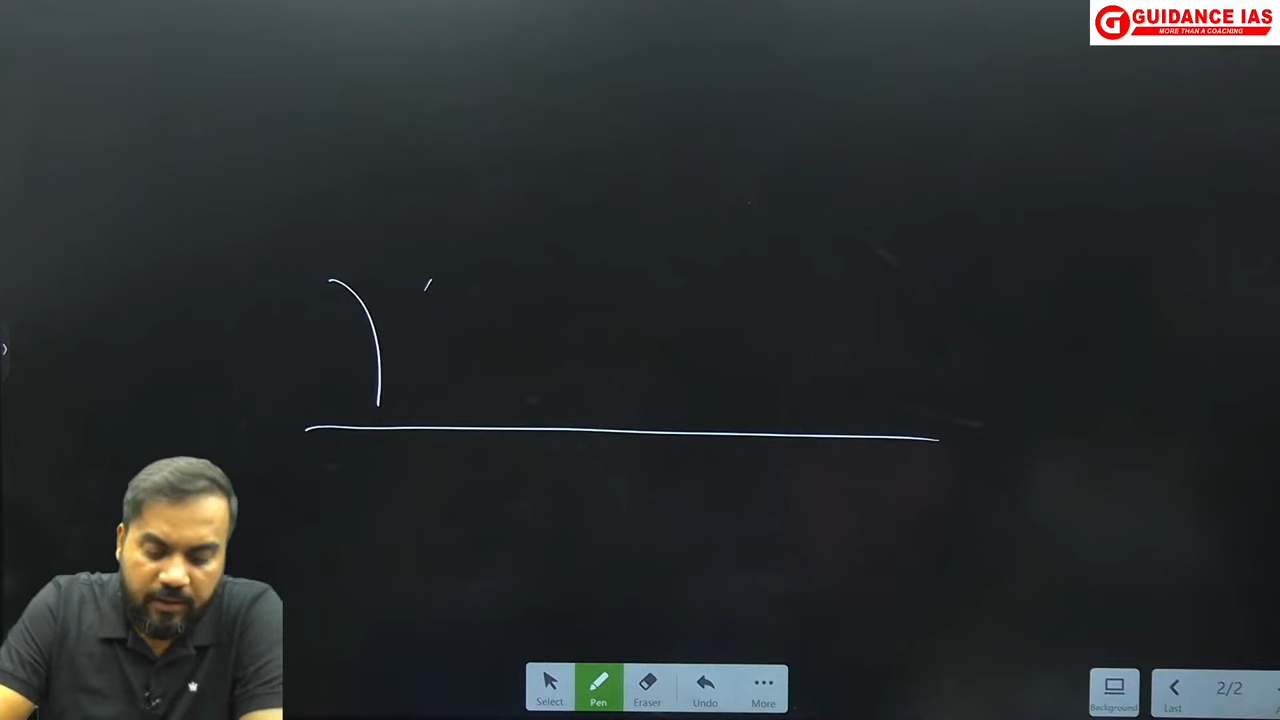 GUIDANCE IAS
MORE THAN A COACHING
Select
Pen
Eraser
Undo
More
Background
Last
2/2